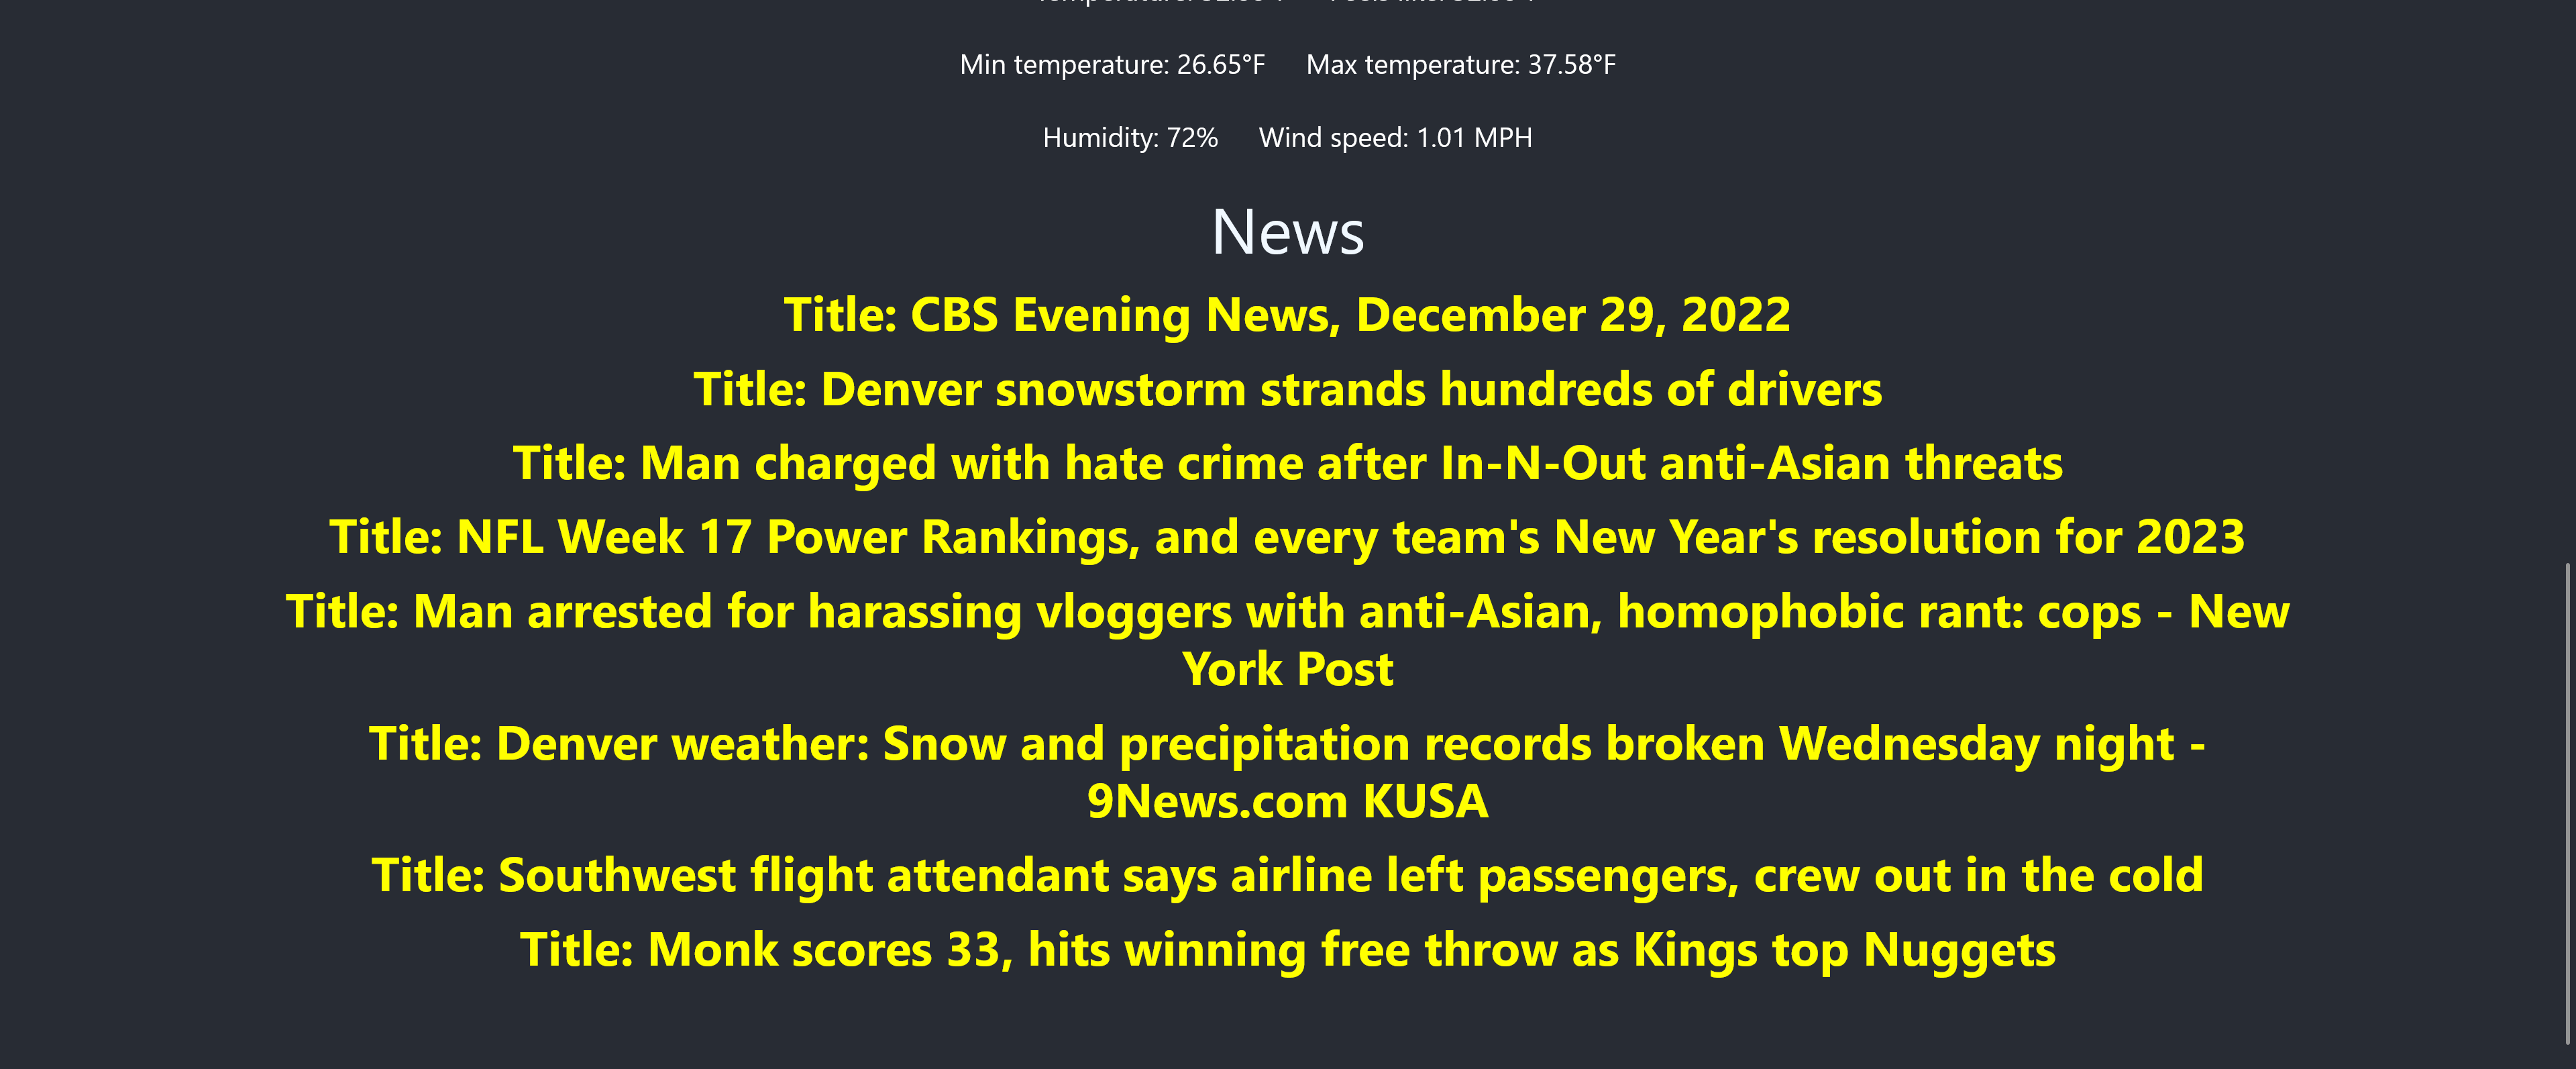 Min temperature: 26.65°F Max temperature: 37.58°F
Humidity: 72% Wind speed: 1.01 MPH
News
Title: CBS Evening News, December 29, 2022
Title: Denver snowstorm strands hundreds of drivers
Title: Man charged with hate crime after In-N-Out anti-Asian threats
Title: NFL Week 17 Power Rankings, and every team's New Year's resolution for 2023
Title: Man arrested for harassing vloggers with anti-Asian, homophobic rant: cops - New
York Post
Title: Denver weather: Snow and precipitation records broken Wednesday night -
9News.com KUSA
Title: Southwest flight attendant says airline left passengers, crew out in the cold
Title: Monk scores 33, hits winning free throw as Kings top Nuggets